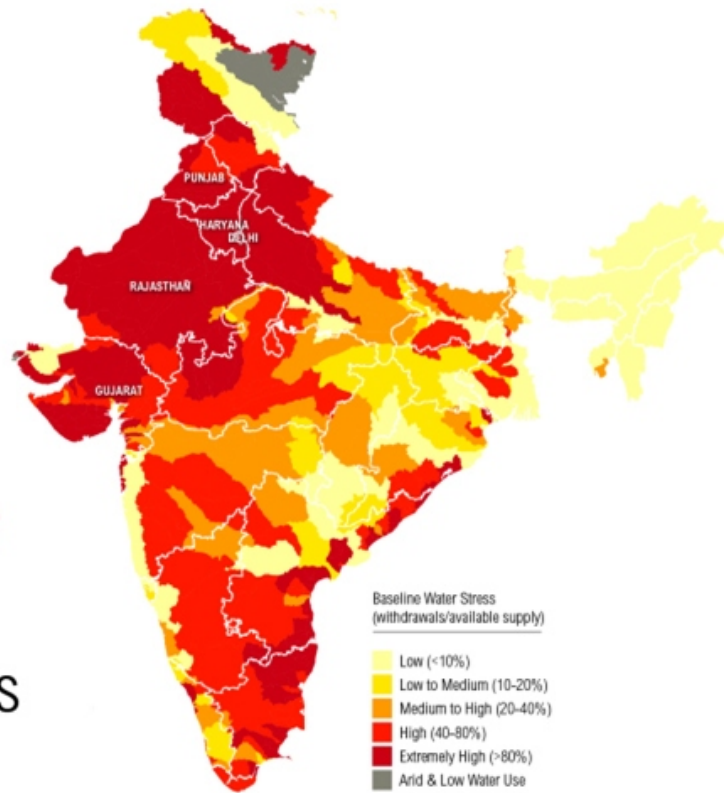 PUNJAB
HARYANA
DELHI
RAJASTHAN
GUJARAT
S
Baseline Water Stress
(withdrawals/available supply)
Low (<10%)
Low to Medium (10-20%)
Medium to High (20-40%)
High (40-80%)
Extremely High (>80%)
Arid & Low Water Use